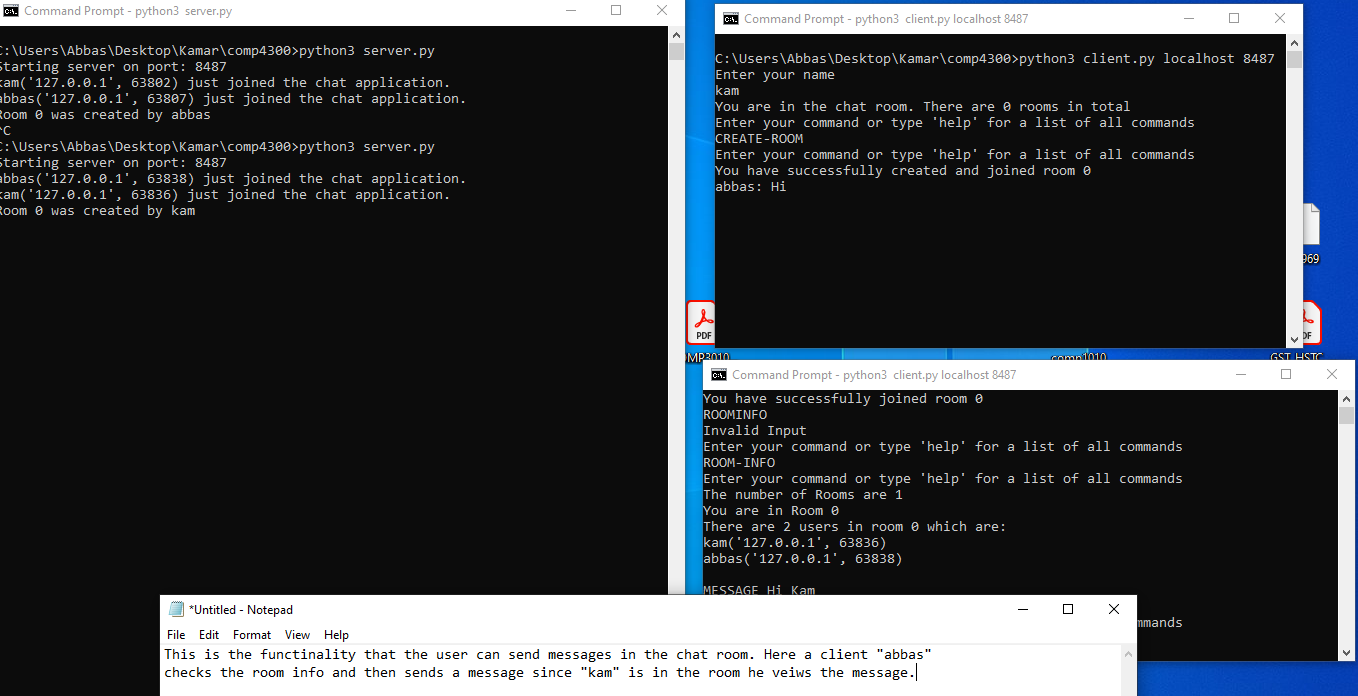 Command Prompt - python3  server.py
C:\Users\Abbas\Desktop\Kamar\comp4300>python3 server.py
Starting server on port: 8487
kam('127.0.0.1', 63802) just joined the chat application.
abbas('127.0.0.1', 63807) just joined the chat application.
Room 0 was created by abbas
^C
C:\Users\Abbas\Desktop\Kamar\comp4300>python3 server.py
Starting server on port: 8487
abbas('127.0.0.1', 63838) just joined the chat application.
kam('127.0.0.1', 63836) just joined the chat application.
Room 0 was created by kam
Command Prompt - python3  client.py localhost 8487
C:\Users\Abbas\Desktop\Kamar\comp4300>python3 client.py localhost 8487
Enter your name
kam
You are in the chat room. There are 0 rooms in total
Enter your command or type 'help' for a list of all commands
CREATE-ROOM
Enter your command or type 'help' for a list of all commands
You have successfully created and joined room 0
abbas: Hi
969
PDF
MP3010
comp1010
GST-HSTC
DF
Command Prompt - python3  client.py localhost 8487
You have successfully joined room 0
ROOMINFO
Invalid Input
Enter your command or type 'help' for a list of all commands
ROOM-INFO
Enter your command or type 'help' for a list of all commands
The number of Rooms are 1
You are in Room 0
There are 2 users in room 0 which are:
kam('127.0.0.1', 63836)
abbas('127.0.0.1', 63838)
MESSAGE Hi Kam
mmands
*Untitled - Notepad
File Edit Format View Help
This is the functinality that the user can send messages in the chat room. Here a client "abbas"
checks the room info and then sends a message since "kam" is in the room he veiws the message.